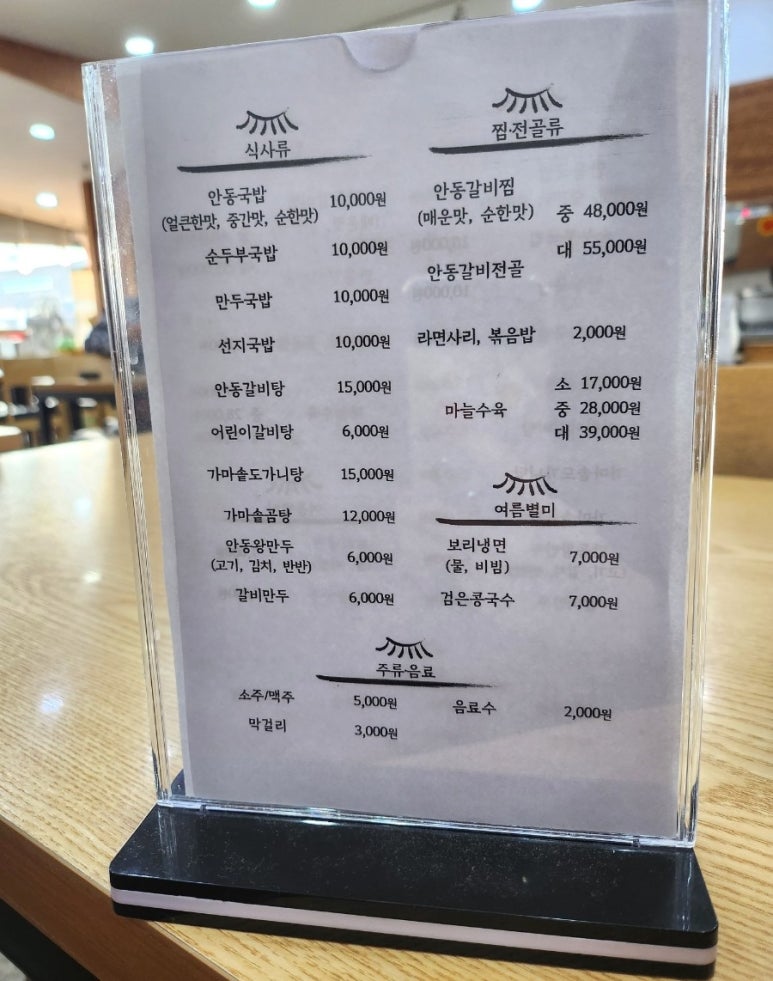 식사류
안동국밥 10,000원
(얼큰한맛, 중간맛, 순한맛)
순두부국밥 10,000원
만두국밥 10,000원
선지국밥 10,000원
안동갈비탕 15,000원
어린이갈비탕 6,000원
가마솥도가니탕 15,000원
가마솥곰탕 12,000원
안동왕만두 6,000원
(고기, 김치, 반반)
갈비만두 6,000원
찜·전골류
안동갈비찜
(매운맛, 순한맛) 중 48,000원
대 55,000원
안동갈비전골
라면사리, 볶음밥 2,000원
소 17,000원
마늘수육 중 28,000원
대 39,000원
여름별미
보리냉면 7,000원
(물, 비빔)
검은콩국수 7,000원
주류·음료
소주/맥주 5,000원
막걸리 3,000원
음료수 2,000원